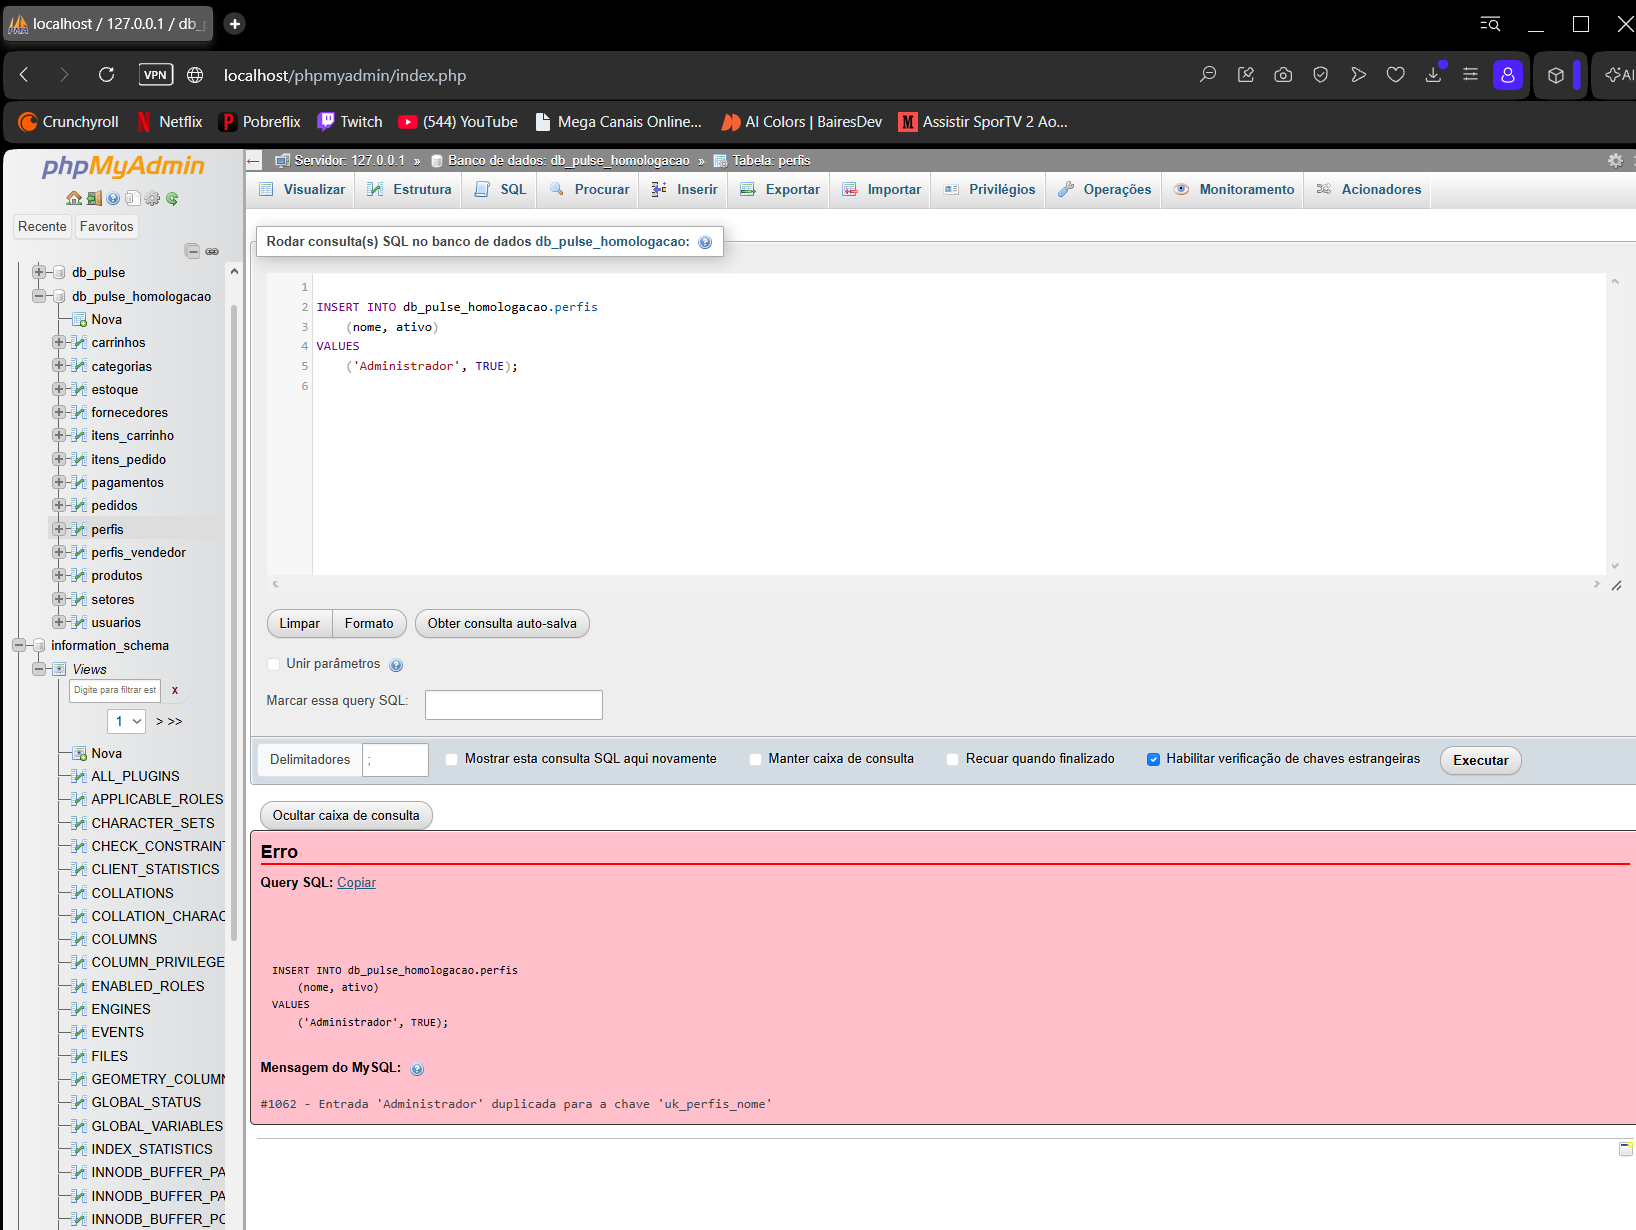 localhost / 127.0.0.1 / db_
VPN
localhost/phpmyadmin/index.php
AI
Crunchyroll
Netflix
Pobreflix
Twitch
(544) YouTube
Mega Canais Online...
AI Colors | BairesDev
Assistir SporTV 2 Ao...
phpMyAdmin
Recente
Favoritos
db_pulse
db_pulse_homologacao
Nova
carrinhos
categorias
estoque
fornecedores
itens_carrinho
itens_pedido
pagamentos
pedidos
perfis
perfis_vendedor
produtos
setores
usuarios
information_schema
Views
Digite para filtrar est
x
1
> >>
Nova
ALL_PLUGINS
APPLICABLE_ROLES
CHARACTER_SETS
CHECK_CONSTRAINT
CLIENT_STATISTICS
COLLATIONS
COLLATION_CHARAC
COLUMNS
COLUMN_PRIVILEGE
ENABLED_ROLES
ENGINES
EVENTS
FILES
GEOMETRY_COLUMN
GLOBAL_STATUS
GLOBAL_VARIABLES
INDEX_STATISTICS
INNODB_BUFFER_PA
INNODB_BUFFER_PA
INNODB_BUFFER_PO
Servidor: 127.0.0.1 » Banco de dados: db_pulse_homologacao » Tabela: perfis
Visualizar
Estrutura
SQL
Procurar
Inserir
Exportar
Importar
Privilégios
Operações
Monitoramento
Acionadores
Rodar consulta(s) SQL no banco de dados db_pulse_homologacao:
1
2 INSERT INTO db_pulse_homologacao.perfis
3 (nome, ativo)
4 VALUES
5 ('Administrador', TRUE);
6
Limpar
Formato
Obter consulta auto-salva
Unir parâmetros
Marcar essa query SQL:
Delimitadores
;
Mostrar esta consulta SQL aqui novamente
Manter caixa de consulta
Recuar quando finalizado
Habilitar verificação de chaves estrangeiras
Executar
Ocultar caixa de consulta
Erro
Query SQL: Copiar
INSERT INTO db_pulse_homologacao.perfis
(nome, ativo)
VALUES
('Administrador', TRUE);
Mensagem do MySQL:
#1062 - Entrada 'Administrador' duplicada para a chave 'uk_perfis_nome'